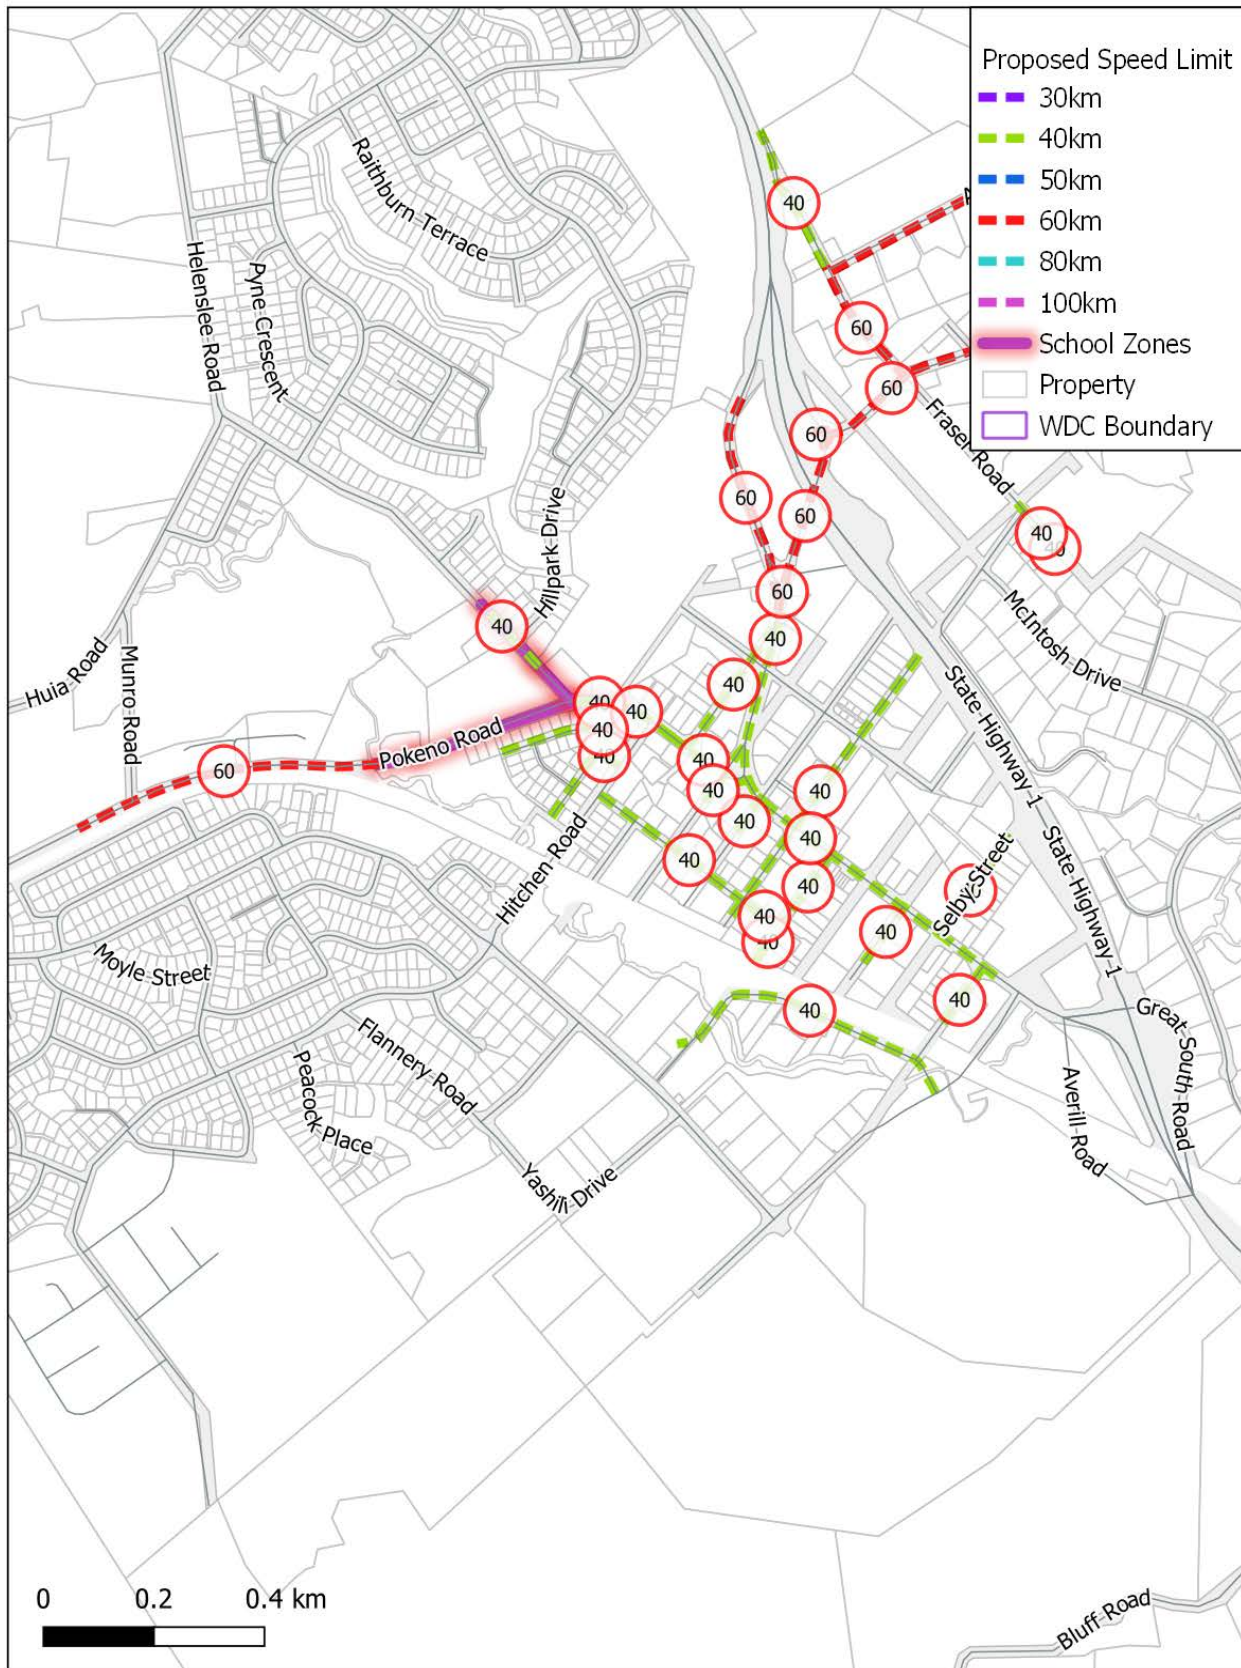 Proposed Speed Limit
30km
40km
50km
60km
80km
100km
School Zones
Property
WDC Boundary
Raithburn Terrace
Helenslee Road
Pyne Crescent
40
60
60
60
Fraser Road
60
60
40
Hillpark Drive
60
McIntosh Drive
40
40
Huia Road
Munro Road
40
State Highway 1
40
40
40
Pokeno Road
40
40
60
40
40
State Highway 1
40
40
40
Selby Street
40
Hitchen Road
40
40
40
Moyle Street
40
40
Great South Road
Flannery Road
Peacock Place
Averill Road
Yashili Drive
0 0.2 0.4 km
Bluff Road